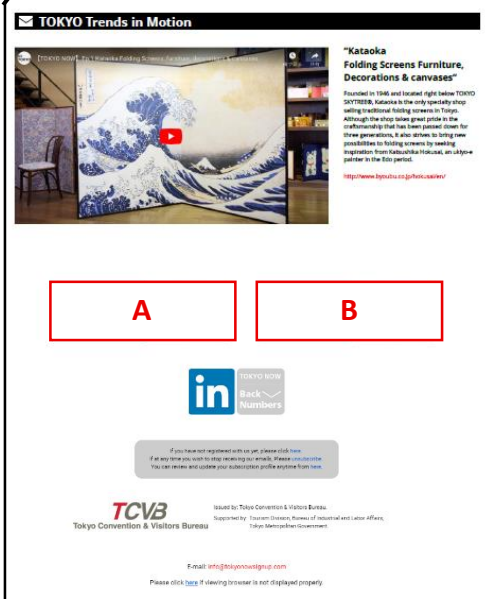 TOKYO Trends in Motion
【TOKYO NOW】 Ep.1 Kataoka Folding Screens Furniture, Decorations & canvases
"Kataoka
Folding Screens Furniture,
Decorations & canvases"
Founded in 1946 and located right below TOKYO
SKYTREE®, Kataoka is the only specialty shop
selling traditional folding screens in Tokyo.
Although the shop takes great pride in the
craftsmanship that has been passed down for
three generations, it also strives to bring new
possibilities to folding screens by seeking
inspiration from Katsushika Hokusai, an ukiyo-e
painter in the Edo period.
http://www.byoubu.co.jp/hokusai/en/
A
B
in
TOKYO NOW
Back
Numbers
If you have not registered with us yet, please click here.
If at any time you wish to stop receiving our emails, Please unsubscribe.
You can review and update your subscription profile anytime from here.
TCVB
Tokyo Convention & Visitors Bureau
Issued by: Tokyo Convention & Visitors Bureau.
Supported by: Tourism Division, Bureau of Industrial and Labor Affairs,
Tokyo Metropolitan Government.
E-mail: info@tokyonowsignup.com
Please click here if viewing browser is not displayed properly.